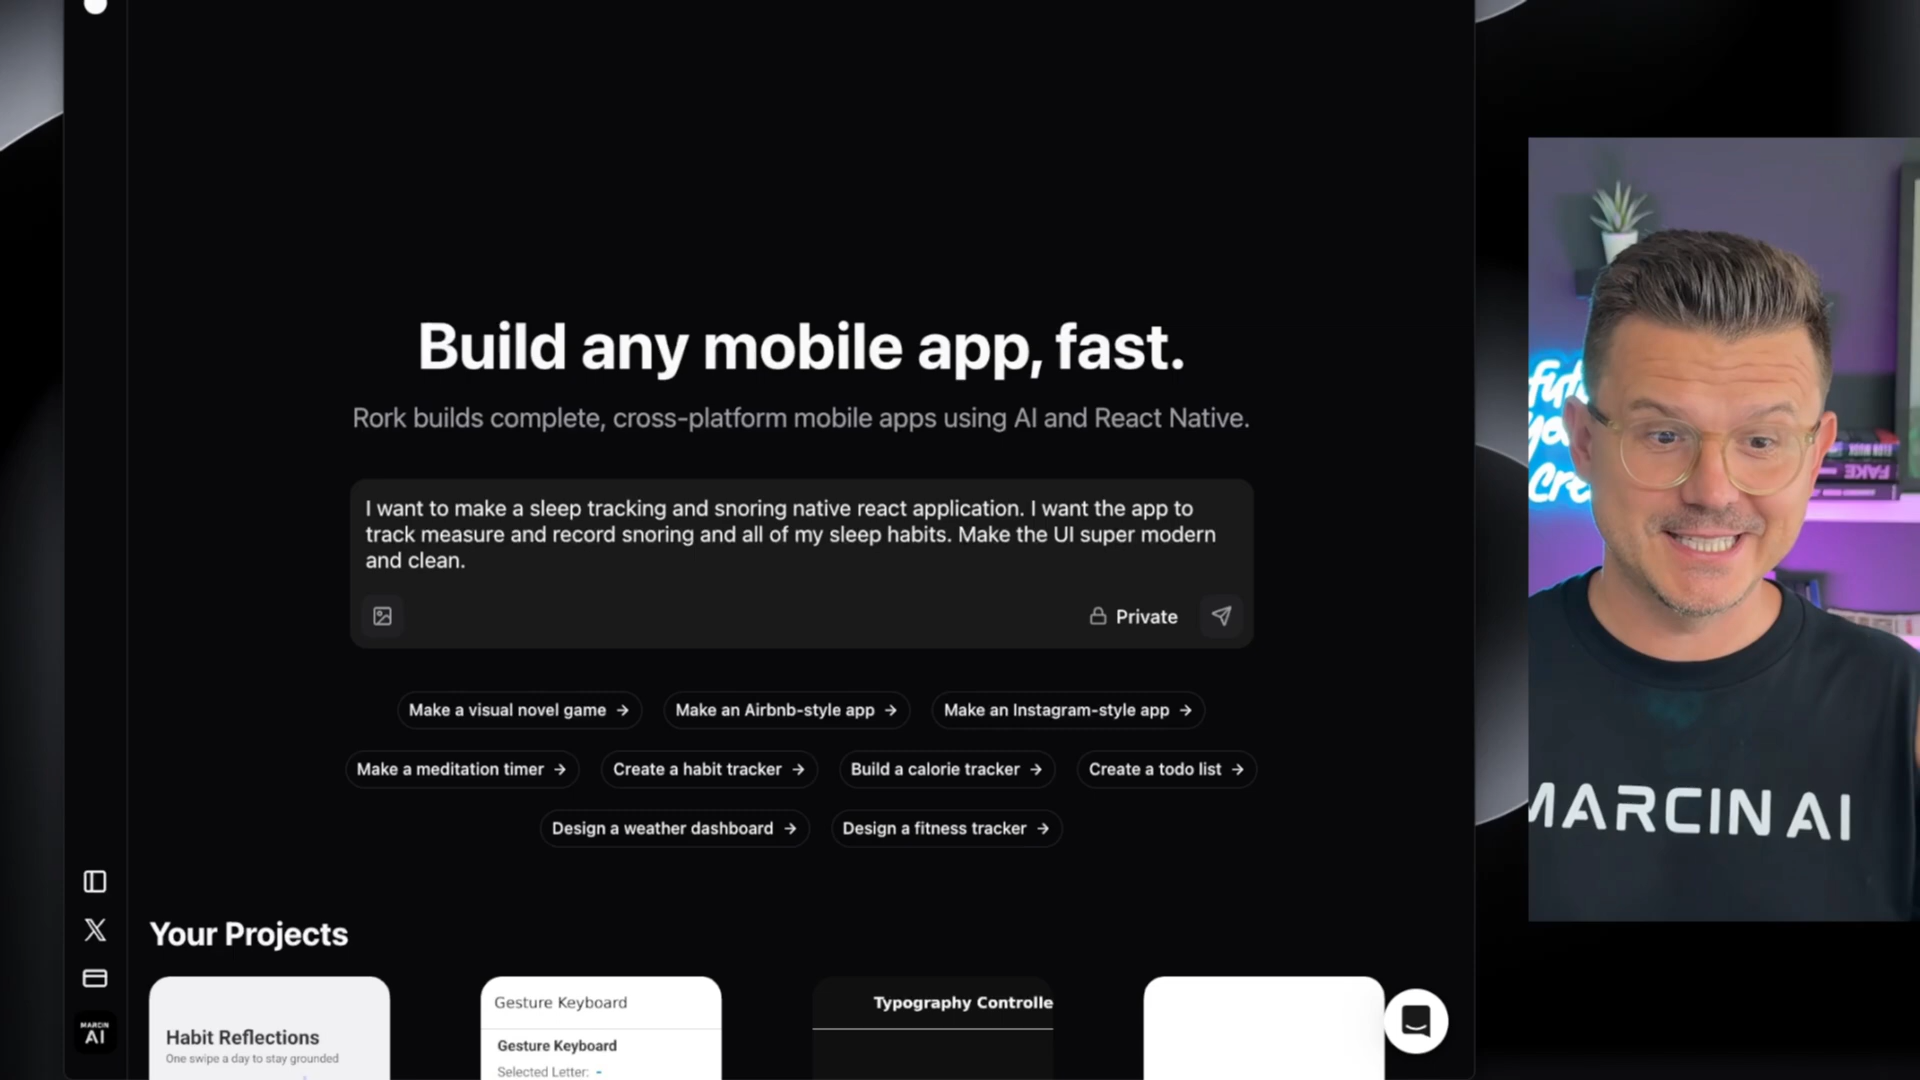 Build any mobile app, fast.
Rork builds complete, cross-platform mobile apps using AI and React Native.
I want to make a sleep tracking and snoring native react application. I want the app to
track measure and record snoring and all of my sleep habits. Make the UI super modern
and clean.
Private
Make a visual novel game →
Make an Airbnb-style app →
Make an Instagram-style app →
Make a meditation timer →
Create a habit tracker →
Build a calorie tracker →
Create a todo list →
Design a weather dashboard →
Design a fitness tracker →
Your Projects
Habit Reflections
One swipe a day to stay grounded
Gesture Keyboard
Gesture Keyboard
Selected Letter: -
Typography Controlle
MARCIN
AI
FAKE
MARCIN AI